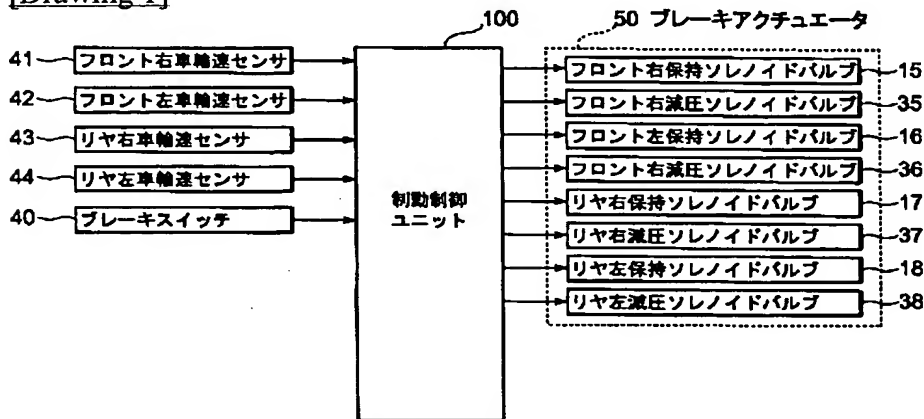 [Drawing 1]
100
50 ブレーキアクチュエータ
41 フロント右車輪速センサ
42 フロント左車輪速センサ
43 リヤ右車輪速センサ
44 リヤ左車輪速センサ
40 ブレーキスイッチ
制動制御
ユニット
フロント右保持ソレノイドバルブ 15
フロント右減圧ソレノイドバルブ 35
フロント左保持ソレノイドバルブ 16
フロント右減圧ソレノイドバルブ 36
リヤ右保持ソレノイドバルブ 17
リヤ右減圧ソレノイドバルブ 37
リヤ左保持ソレノイドバルブ 18
リヤ左減圧ソレノイドバルブ 38